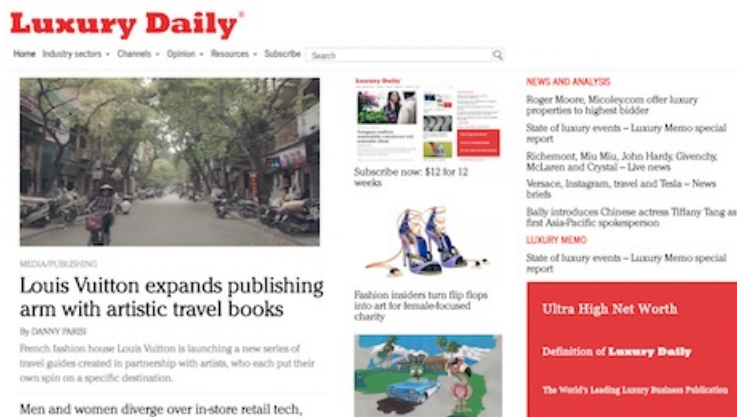 Luxury Daily®
Home Industry sectors Channels Opinion Resources Subscribe Search
MEDIA/PUBLISHING
Louis Vuitton expands publishing
arm with artistic travel books
By DANNY PARISI
French fashion house Louis Vuitton is launching a new series of
travel guides created in partnership with artists, who each put their
own spin on a specific destination.
Men and women diverge over in-store retail tech,
Luxury Daily
Subscribe now: $12 for 12
weeks
Fashion insiders turn flip flops
into art for female-focused
charity
NEWS AND ANALYSIS
Roger Moore, Micoley.com offer luxury
properties to highest bidder
State of luxury events – Luxury Memo special
report
Richemont, Miu Miu, John Hardy, Givenchy,
McLaren and Crystal – Live news
Versace, Instagram, travel and Tesla – News
briefs
Bally introduces Chinese actress Tiffany Tang as
first Asia-Pacific spokesperson
LUXURY MEMO
State of luxury events – Luxury Memo special
report
Ultra High Net Worth
Definition of Luxury Daily
The World's Leading Luxury Business Publication